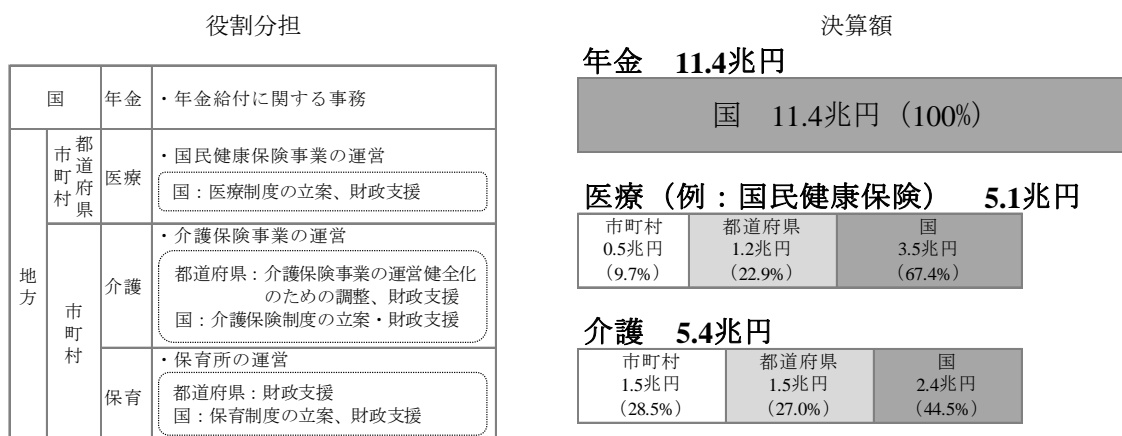 役割分担
国
年金
・年金給付に関する事務
地方
市町村
都道府県
医療
・国民健康保険事業の運営
国：医療制度の立案、財政支援
市町村
介護
・介護保険事業の運営
都道府県：介護保険事業の運営健全化
のための調整、財政支援
国：介護保険制度の立案・財政支援
保育
・保育所の運営
都道府県：財政支援
国：保育制度の立案、財政支援
決算額
年金　11.4兆円
国　11.4兆円（100%）
医療（例：国民健康保険）　5.1兆円
市町村
0.5兆円
（9.7%）
都道府県
1.2兆円
（22.9%）
国
3.5兆円
（67.4%）
介護　5.4兆円
市町村
1.5兆円
（28.5%）
都道府県
1.5兆円
（27.0%）
国
2.4兆円
（44.5%）